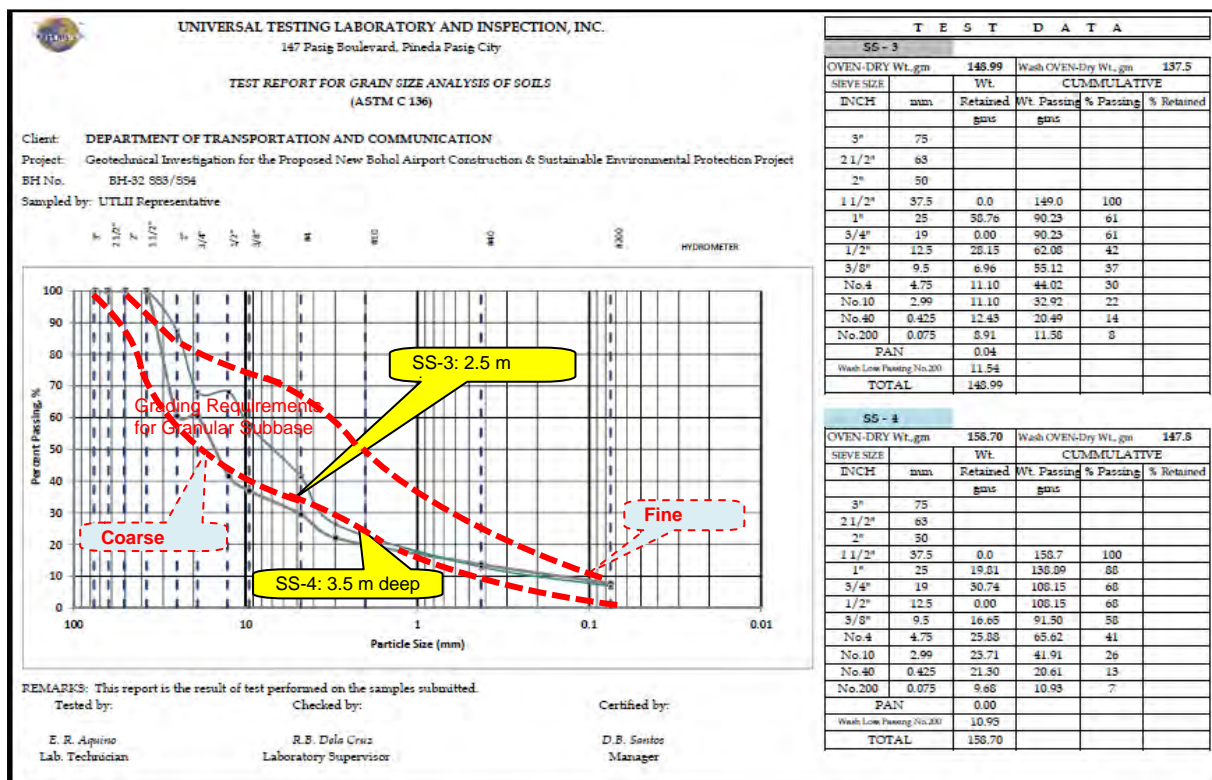 UNIVERSAL TESTING LABORATORY AND INSPECTION, INC.
147 Pasig Boulevard, Pineda Pasig City
TEST REPORT FOR GRAIN SIZE ANALYSIS OF SOILS
(ASTM C 136)
Client: DEPARTMENT OF TRANSPORTATION AND COMMUNICATION
Project: Geotechnical Investigation for the Proposed New Bohol Airport Construction & Sustainable Environmental Protection Project
BH No. BH-32 SS3/SS4
Sampled by: UTLII Representative
3" 2 1/2" 2" 1 1/2" 1" 3/4" 1/2" 3/8" #4 #10 #40 #200 HYDROMETER
100
90
80
70
60
50
40
30
20
10
0
Percent Passing, %
SS-3: 2.5 m
Grading Requirements
for Granular Subbase
Coarse
Fine
SS-4: 3.5 m deep
100 10 1 0.1 0.01
Particle Size (mm)
REMARKS: This report is the result of test performed on the samples submitted.
Tested by: Checked by: Certified by:
E. R. Aquino R.B. Dela Cruz D.B. Santos
Lab. Technician Laboratory Supervisor Manager
T E S T D A T A
SS - 3
OVEN-DRY Wt.,gm 148.99 Wash OVEN-Dry Wt., gm 137.5
SIEVE SIZE Wt. CUMMULATIVE
INCH mm Retained Wt. Passing % Passing % Retained
gms gms
3" 75
2 1/2" 63
2" 50
1 1/2" 37.5 0.0 149.0 100
1" 25 58.76 90.23 61
3/4" 19 0.00 90.23 61
1/2" 12.5 28.15 62.08 42
3/8" 9.5 6.96 55.12 37
No.4 4.75 11.10 44.02 30
No.10 2.99 11.10 32.92 22
No.40 0.425 12.43 20.49 14
No.200 0.075 8.91 11.58 8
PAN 0.04
Wash Loss Passing No.200 11.54
TOTAL 148.99
SS - 4
OVEN-DRY Wt.,gm 158.70 Wash OVEN-Dry Wt., gm 147.8
SIEVE SIZE Wt. CUMMULATIVE
INCH mm Retained Wt. Passing % Passing % Retained
gms gms
3" 75
2 1/2" 63
2" 50
1 1/2" 37.5 0.0 158.7 100
1" 25 19.81 138.89 88
3/4" 19 30.74 108.15 68
1/2" 12.5 0.00 108.15 68
3/8" 9.5 16.65 91.50 58
No.4 4.75 25.88 65.62 41
No.10 2.99 23.71 41.91 26
No.40 0.425 21.30 20.61 13
No.200 0.075 9.68 10.93 7
PAN 0.00
Wash Loss Passing No.200 10.93
TOTAL 158.70